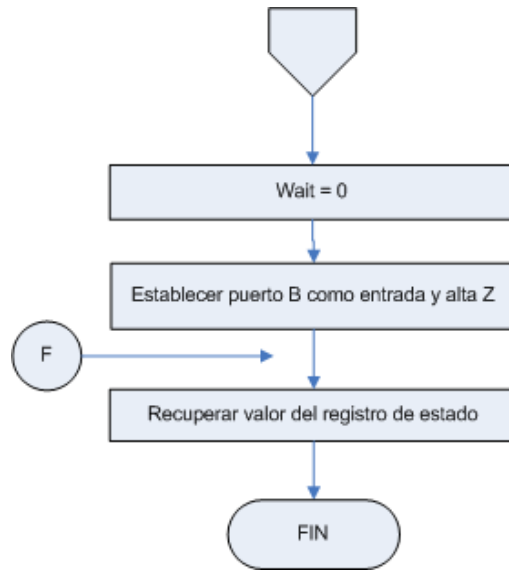 Wait = 0
Establecer puerto B como entrada y alta Z
F
Recuperar valor del registro de estado
FIN